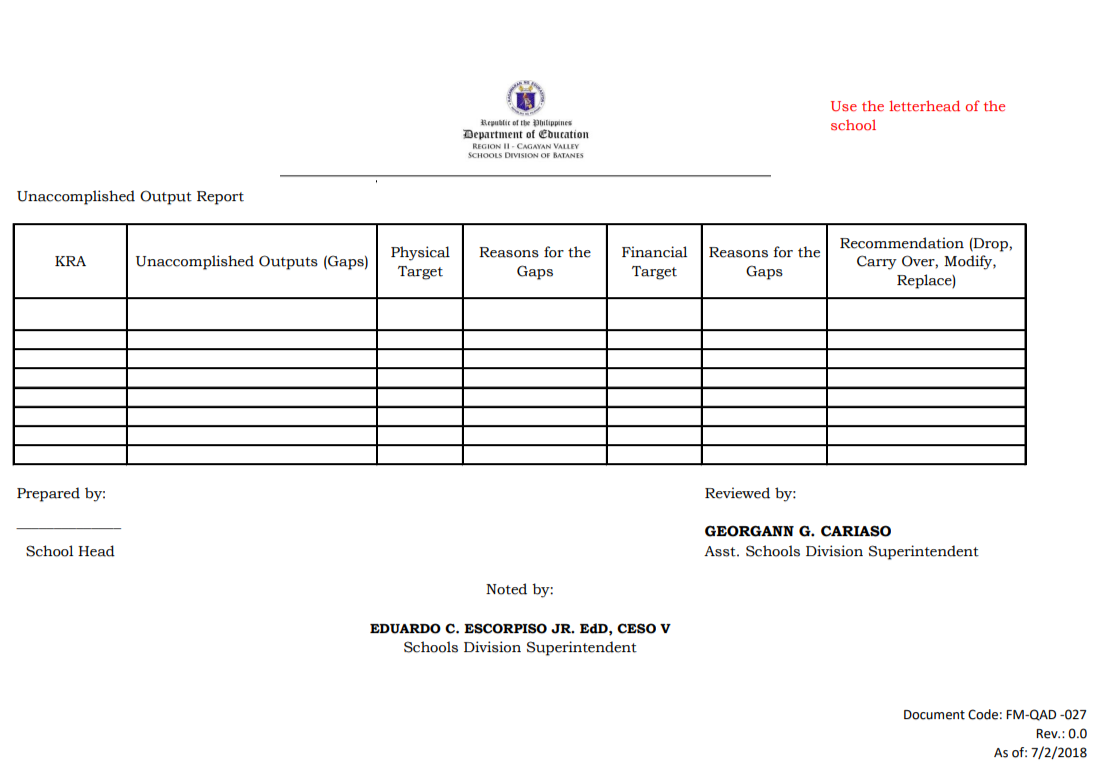 Use the letterhead of the
school
Republic of the Philippines
Department of Education
REGION II - CAGAYAN VALLEY
SCHOOLS DIVISION OF BATANES
Unaccomplished Output Report
KRA
Unaccomplished Outputs (Gaps)
Physical
Target
Reasons for the
Gaps
Financial
Target
Reasons for the
Gaps
Recommendation (Drop,
Carry Over, Modify,
Replace)
Prepared by:
Reviewed by:
GEORGANN G. CARIASO
School Head
Asst. Schools Division Superintendent
Noted by:
EDUARDO C. ESCORPISO JR. EdD, CESO V
Schools Division Superintendent
Document Code: FM-QAD -027
Rev.: 0.0
As of: 7/2/2018